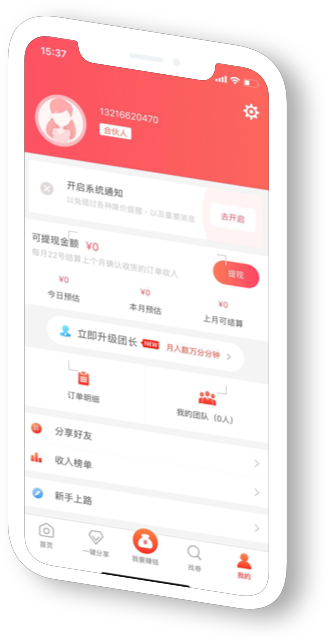 15:37
13216620470
合伙人
开启系统通知
以免错过各种降价提醒、以及重要消息
去开启
可提现金额 ¥0
每月22号结算上个月确认收货的订单收入
提现
¥0
今日预估
¥0
本月预估
¥0
上月可结算
立即升级团长 NEW 月入数万分分钟
订单明细
我的团队（0人）
分享好友
收入榜单
新手上路
首页
一键分享
我要赚钱
找券
我的